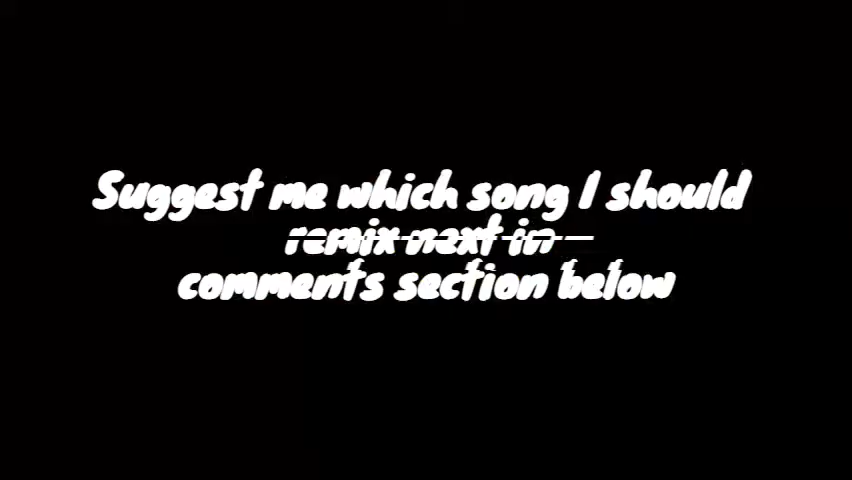 Suggest me which song I should
remix next in
comments section below